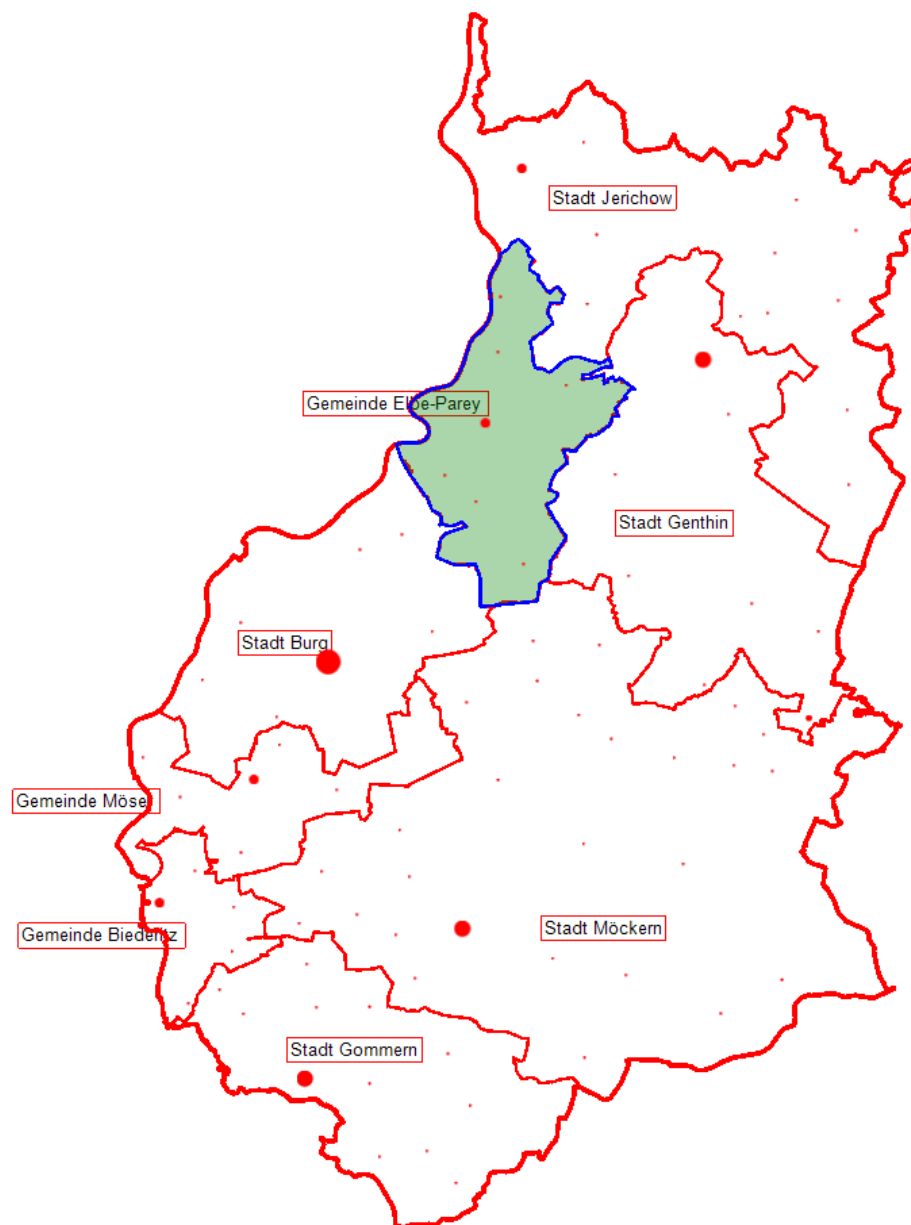 Stadt Jerichow
Gemeinde Elbe-Parey
Stadt Genthin
Stadt Burg
Gemeinde Möser
Stadt Möckern
Gemeinde Biederitz
Stadt Gommern